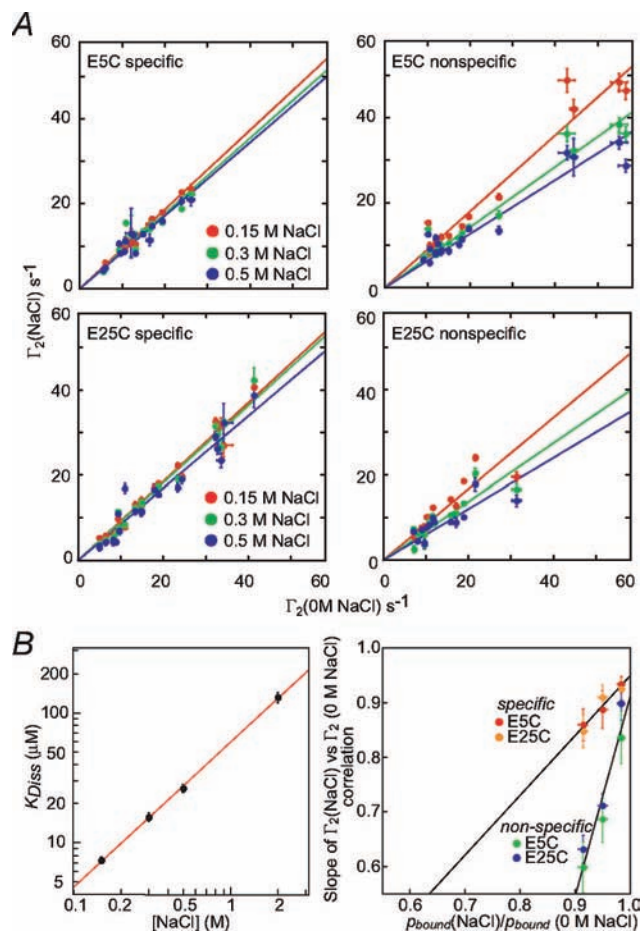 A
E5C specific
E5C nonspecific
60
40
20
0
60
40
20
0
0.15 M NaCl
0.3 M NaCl
0.5 M NaCl
Γ2(NaCl) s-1
E25C specific
E25C nonspecific
60
40
20
0
60
40
20
0
0.15 M NaCl
0.3 M NaCl
0.5 M NaCl
0 20 40 60
0 20 40 60
Γ2(0M NaCl) s-1
B
KDiss (μM)
200
100
50
20
10
5
0.1 0.2 0.5 1 2
[NaCl] (M)
Slope of Γ2(NaCl) vs Γ2 (0 M NaCl)
correlation
1.0
0.9
0.8
0.7
0.6
specific
E5C
E25C
non-specific
E5C
E25C
0.6 0.7 0.8 0.9 1.0
pbound(NaCl)/pbound (0 M NaCl)